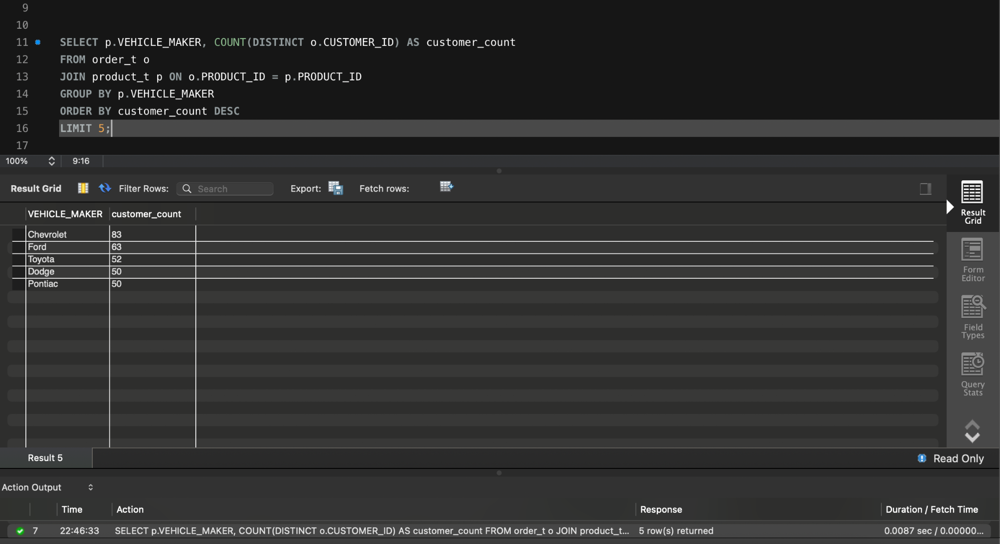 9
10
11 SELECT p.VEHICLE_MAKER, COUNT(DISTINCT o.CUSTOMER_ID) AS customer_count
12 FROM order_t o
13 JOIN product_t p ON o.PRODUCT_ID = p.PRODUCT_ID
14 GROUP BY p.VEHICLE_MAKER
15 ORDER BY customer_count DESC
16 LIMIT 5;
17
100% 9:16
Result Grid Filter Rows: Search Export: Fetch rows:
VEHICLE_MAKER customer_count
Chevrolet 83
Ford 63
Toyota 52
Dodge 50
Pontiac 50
Result
Grid
Form
Editor
Field
Types
Query
Stats
Result 5 Read Only
Action Output
Time Action Response Duration / Fetch Time
7 22:46:33 SELECT p.VEHICLE_MAKER, COUNT(DISTINCT o.CUSTOMER_ID) AS customer_count FROM order_t o JOIN product_t... 5 row(s) returned 0.0087 sec / 0.00000...